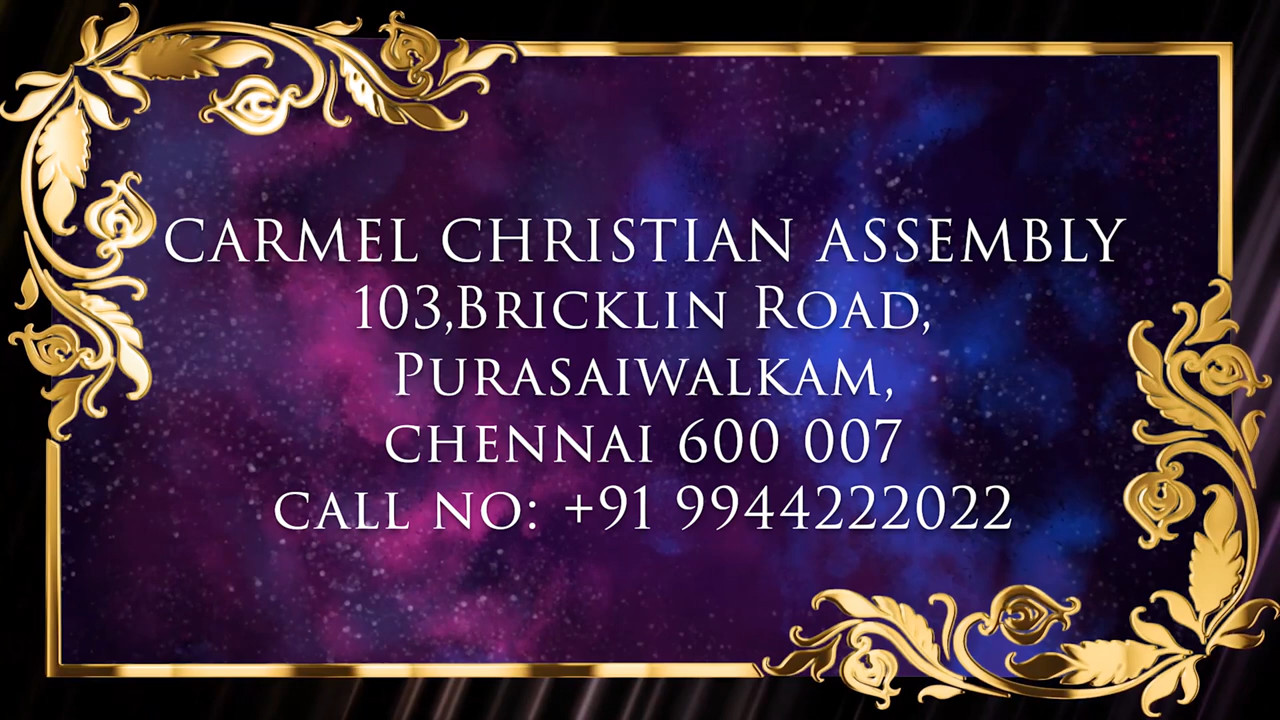 CARMEL CHRISTIAN ASSEMBLY
103,Bricklin Road,
Purasaiwalkam,
chennai 600 007
call no: +91 9944222022